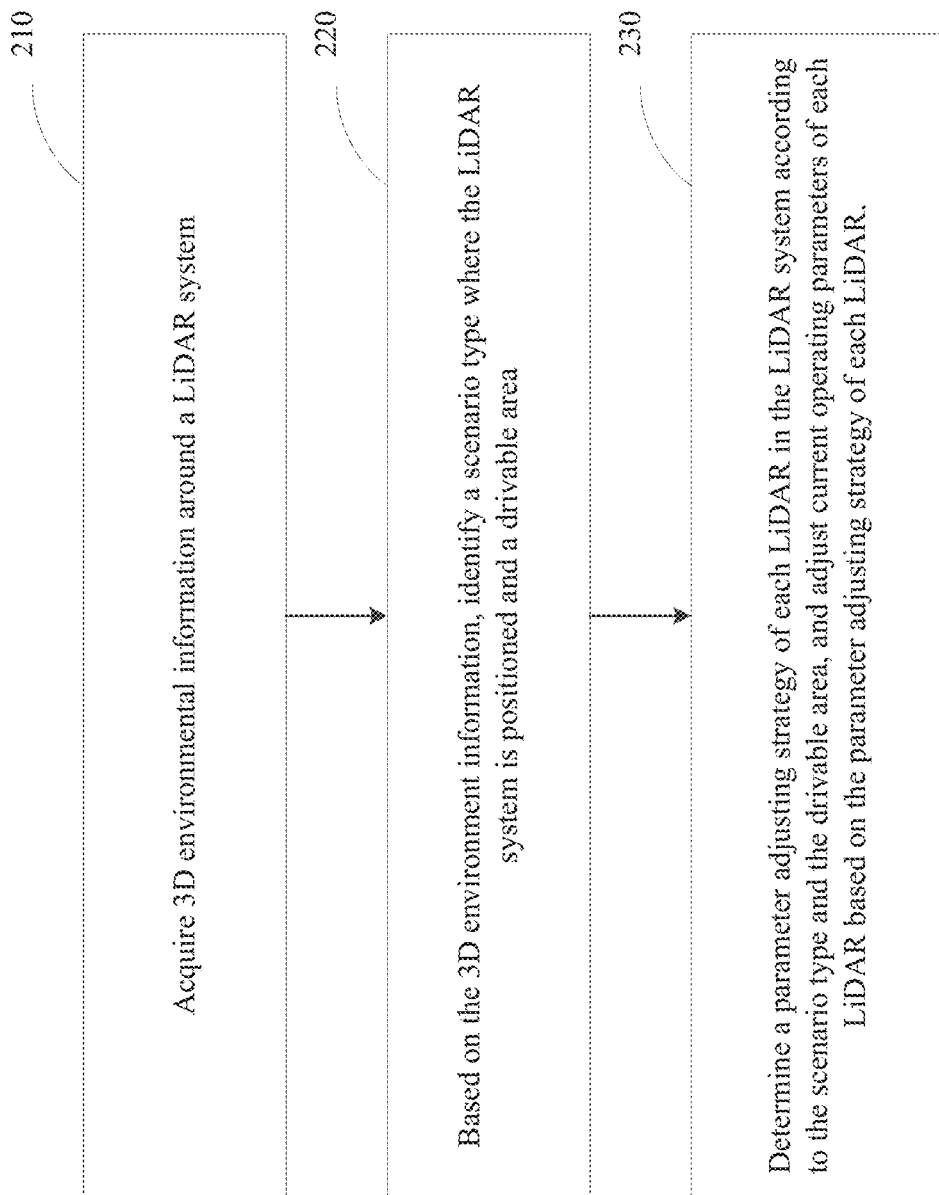 210
Acquire 3D environmental information around a LiDAR system
220
Based on the 3D environment information, identify a scenario type where the LiDAR
system is positioned and a drivable area
230
Determine a parameter adjusting strategy of each LiDAR in the LiDAR system according
to the scenario type and the drivable area, and adjust current operating parameters of each
LiDAR based on the parameter adjusting strategy of each LiDAR.